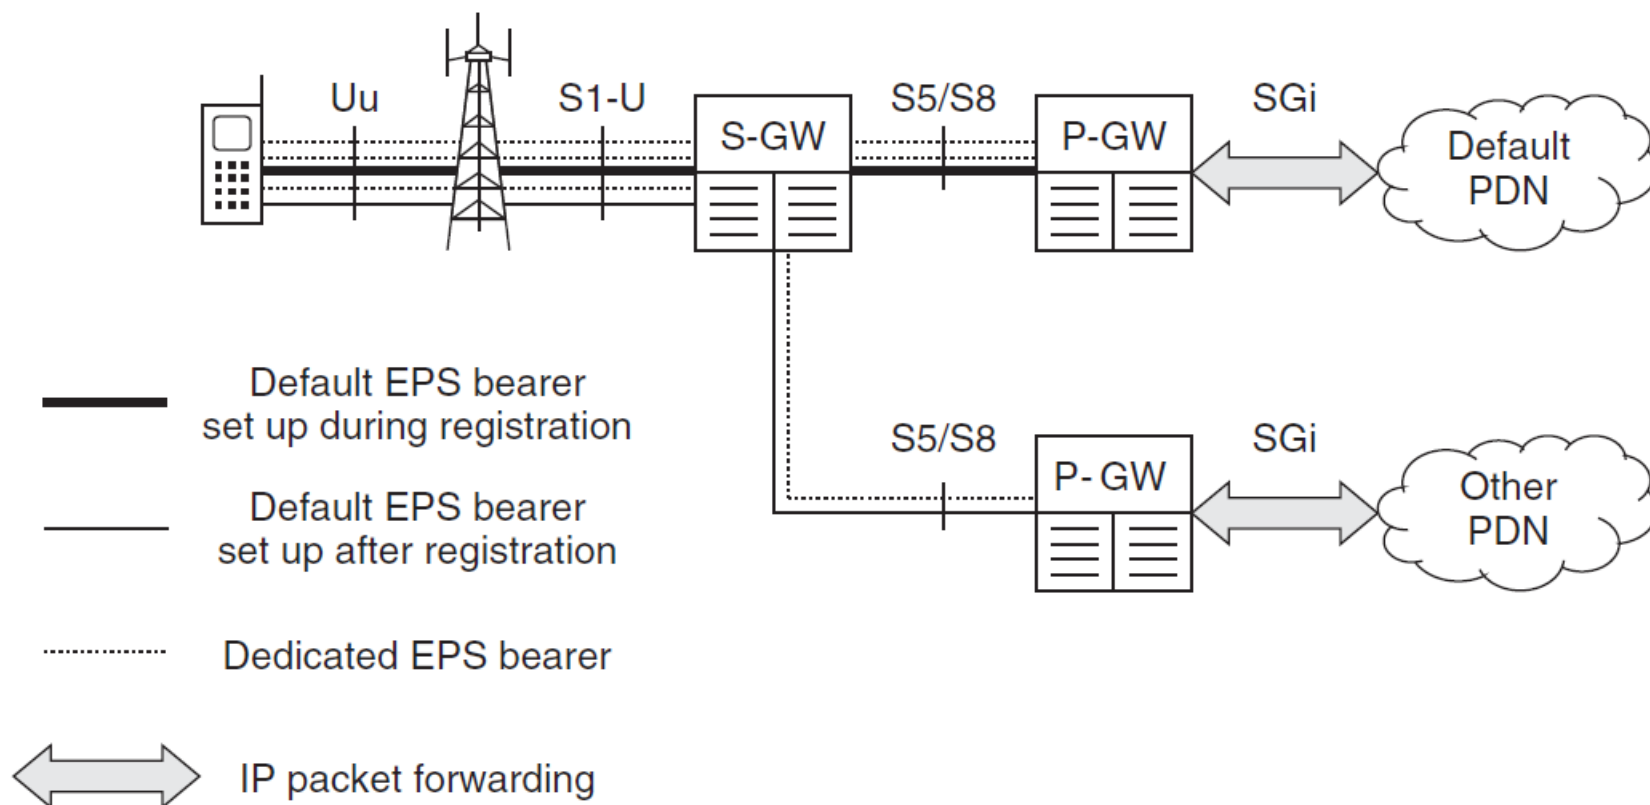 Uu
S1-U
S-GW
S5/S8
P-GW
SGi
Default
PDN
Default EPS bearer
set up during registration
S5/S8
P- GW
SGi
Other
PDN
Default EPS bearer
set up after registration
Dedicated EPS bearer
IP packet forwarding